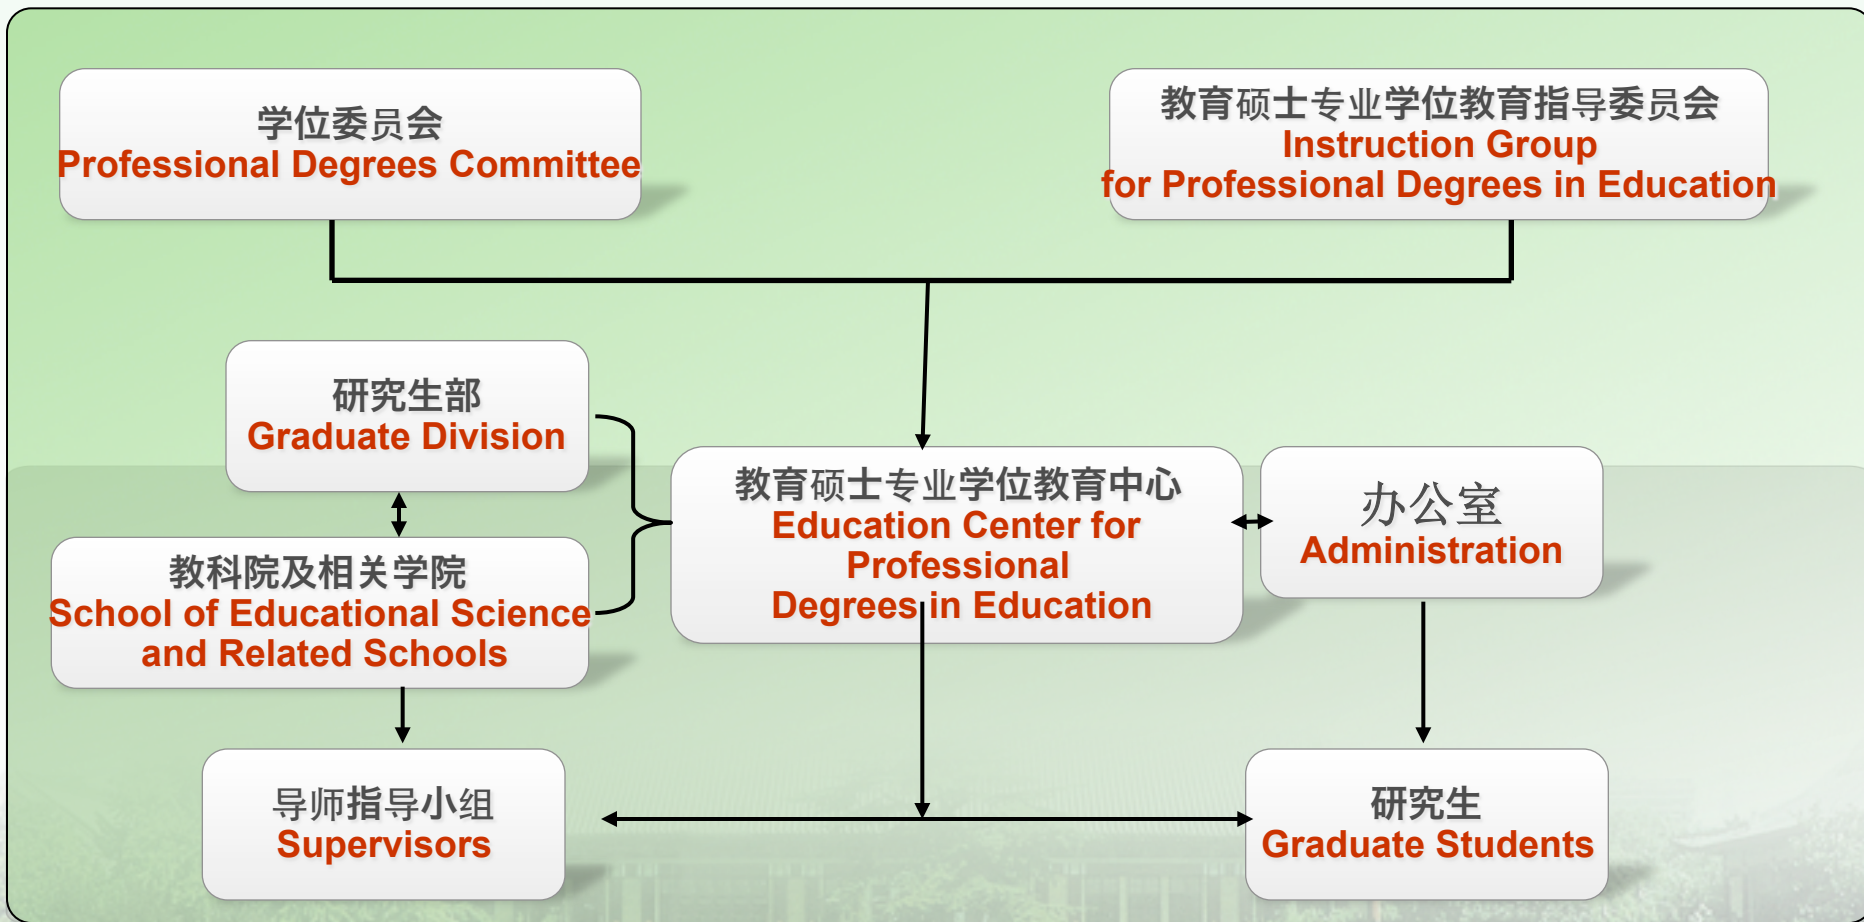 学位委员会
Professional Degrees Committee
教育硕士专业学位教育指导委员会
Instruction Group
for Professional Degrees in Education
研究生部
Graduate Division
教育硕士专业学位教育中心
Education Center for
Professional
Degrees in Education
办公室
Administration
教科院及相关学院
School of Educational Science
and Related Schools
导师指导小组
Supervisors
研究生
Graduate Students